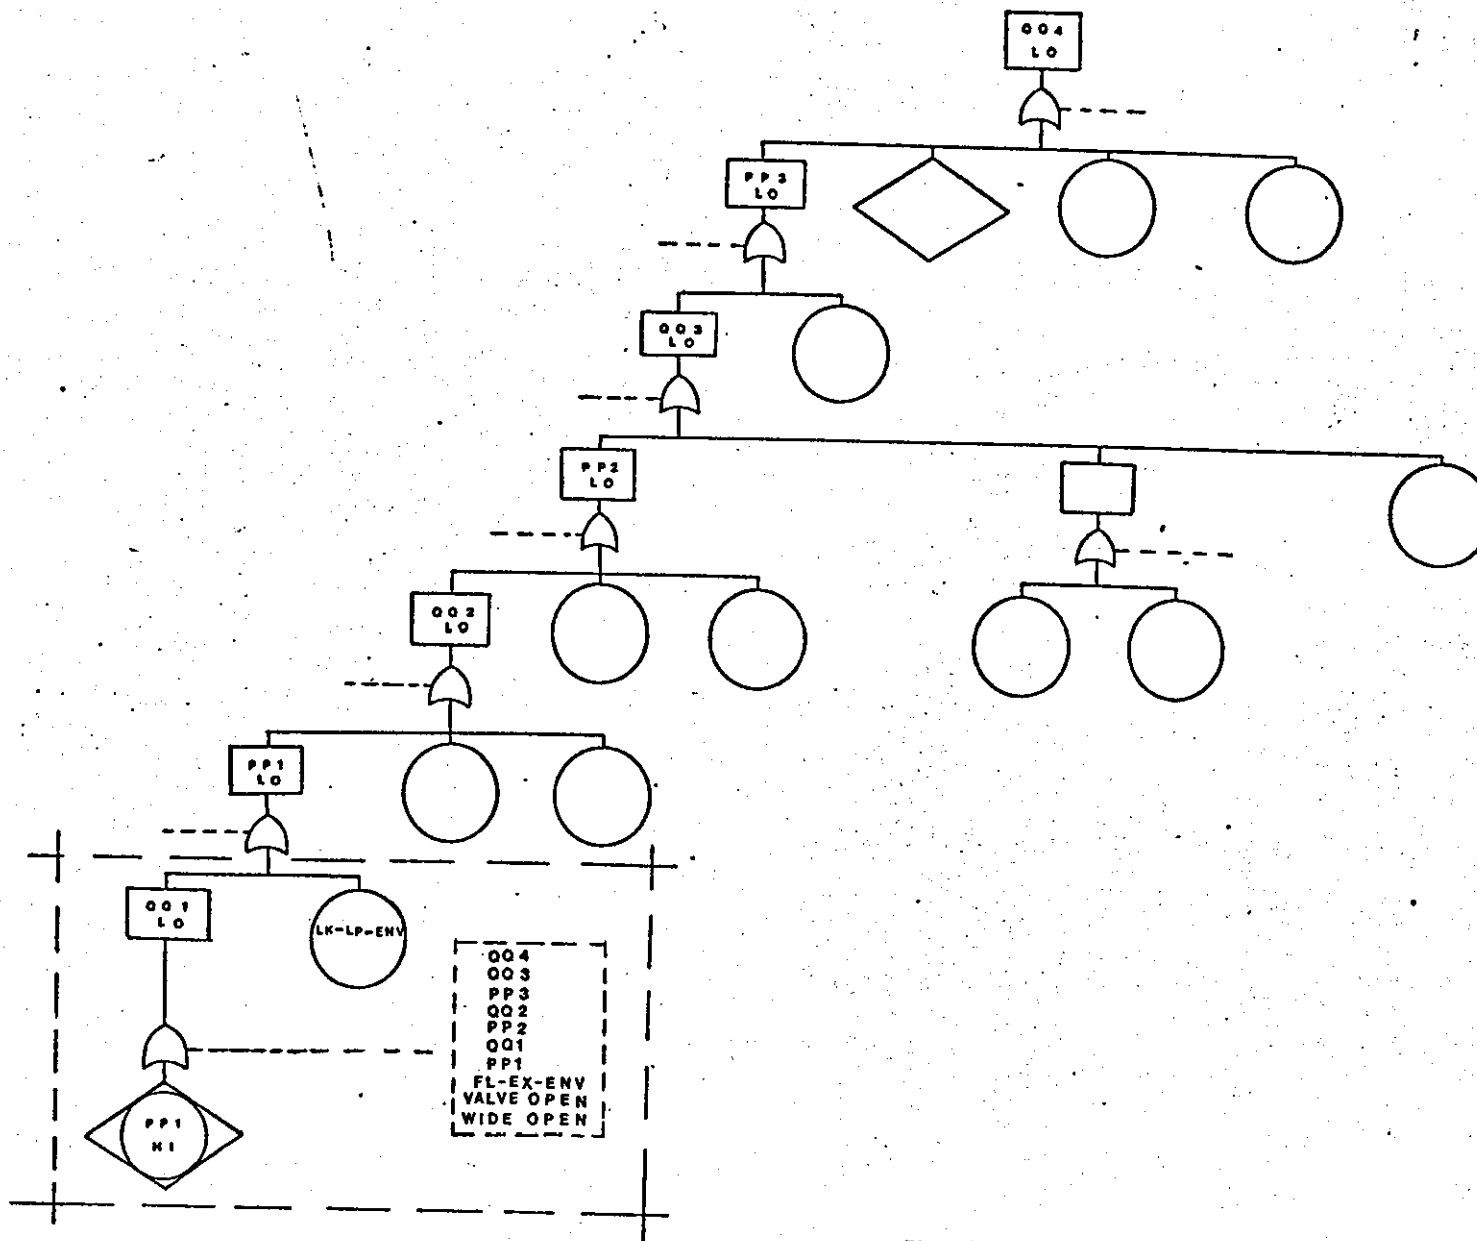 QQ4
LO
PP3
LO
QQ3
LO
PP2
LO
QQ2
LO
PP1
LO
QQ1
LO
LK-LP-ENV
QQ4
QQ3
PP3
QQ2
PP2
QQ1
PP1
FL-EX-ENV
VALVE OPEN
WIDE OPEN
PP1
HI